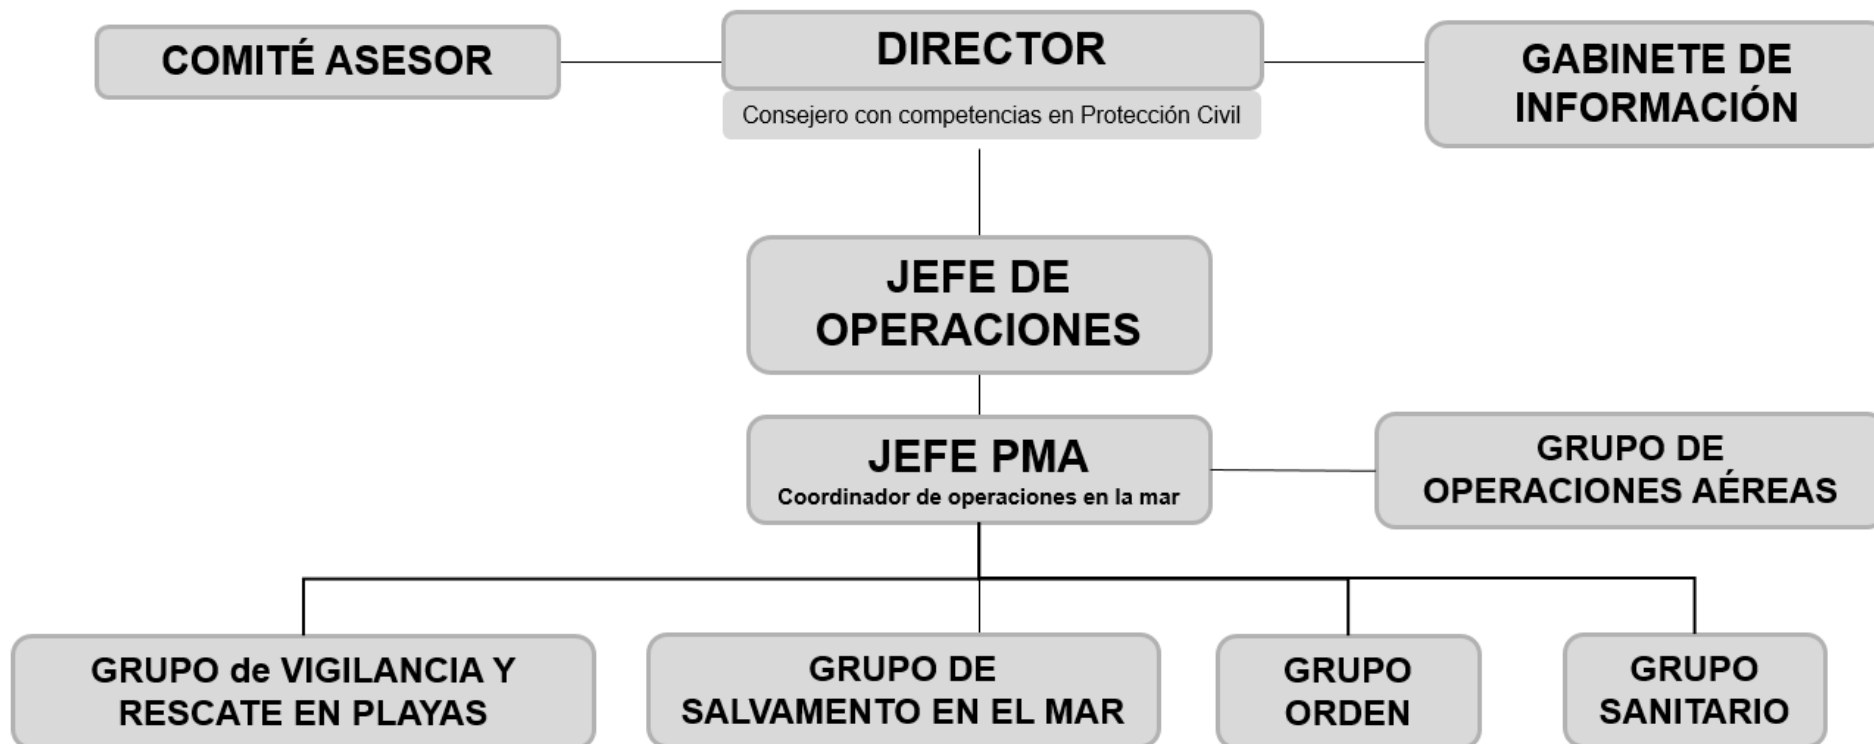 COMITÉ ASESOR
DIRECTOR
Consejero con competencias en Protección Civil
GABINETE DE
INFORMACIÓN
JEFE DE
OPERACIONES
JEFE PMA
Coordinador de operaciones en la mar
GRUPO DE
OPERACIONES AÉREAS
GRUPO de VIGILANCIA Y
RESCATE EN PLAYAS
GRUPO DE
SALVAMENTO EN EL MAR
GRUPO
ORDEN
GRUPO
SANITARIO